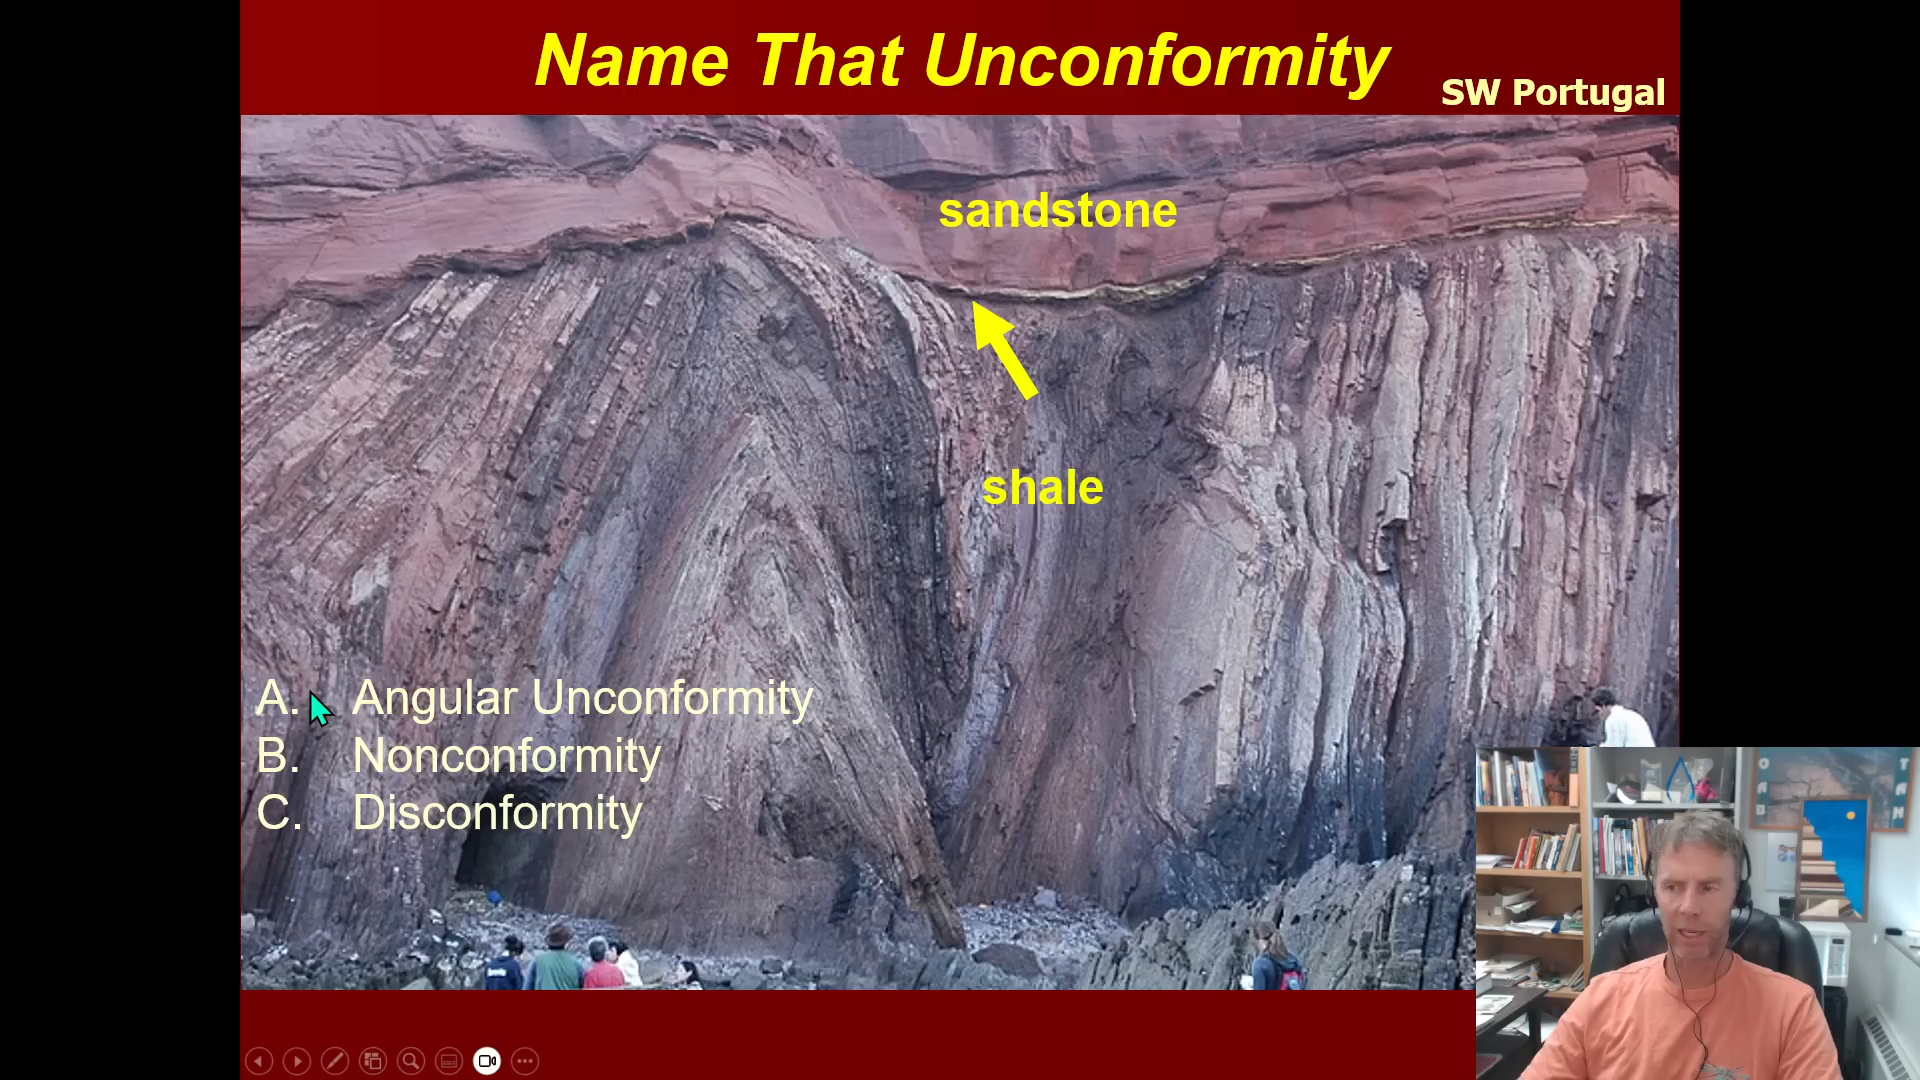 Name That Unconformity
SW Portugal
sandstone
shale
A. Angular Unconformity
B. Nonconformity
C. Disconformity